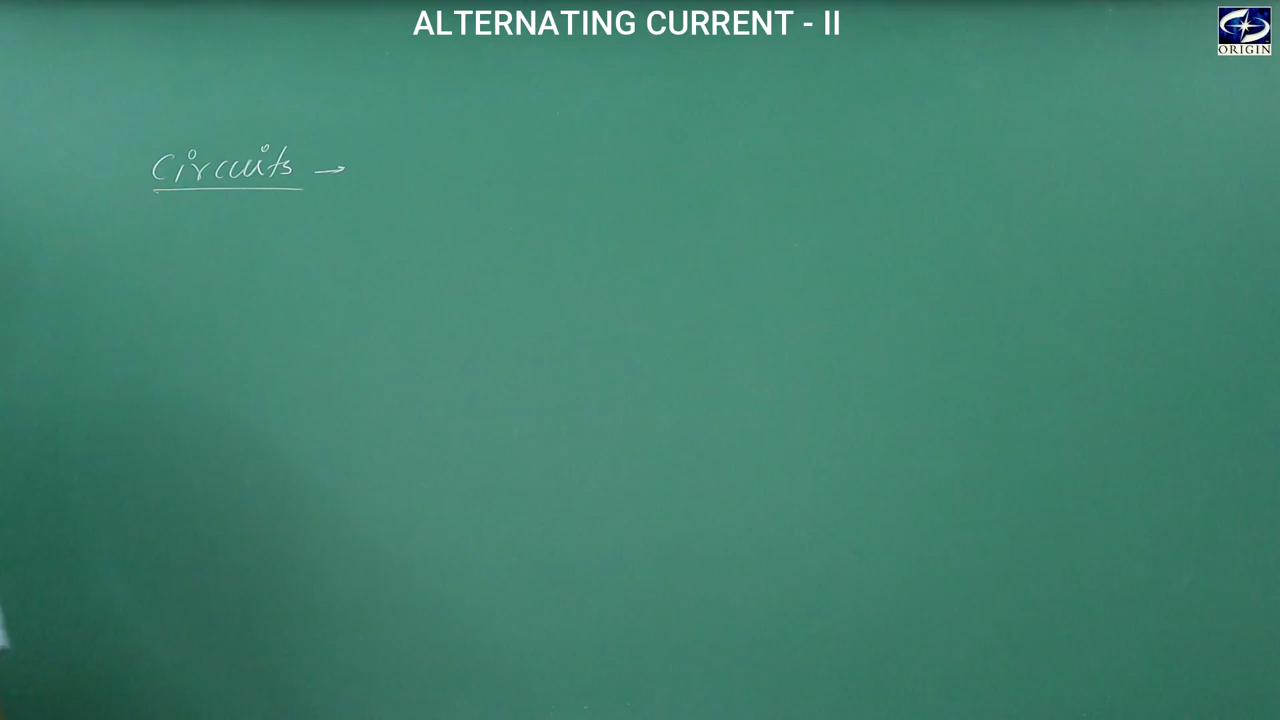 ALTERNATING CURRENT - II
ORIGIN
Circuits →